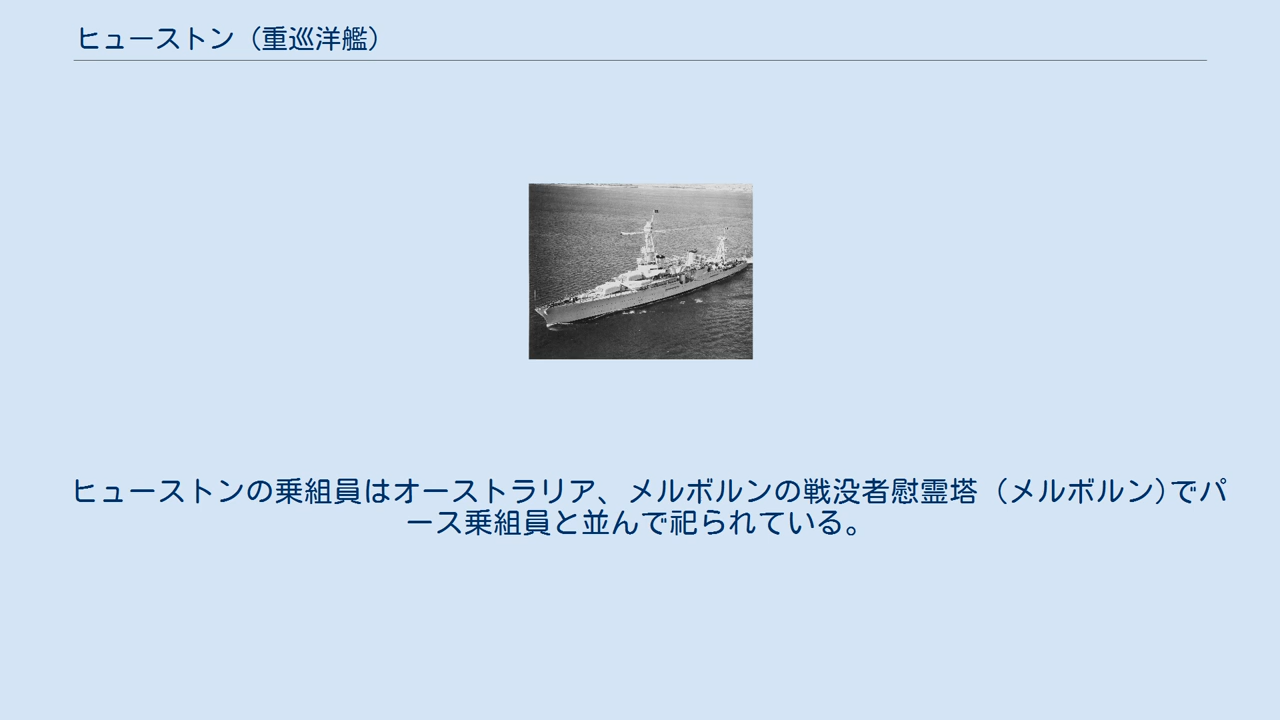 ヒューストン（重巡洋艦）
ヒューストンの乗組員はオーストラリア、メルボルンの戦没者慰霊塔（メルボルン)でパ
ース乗組員と並んで祀られている。